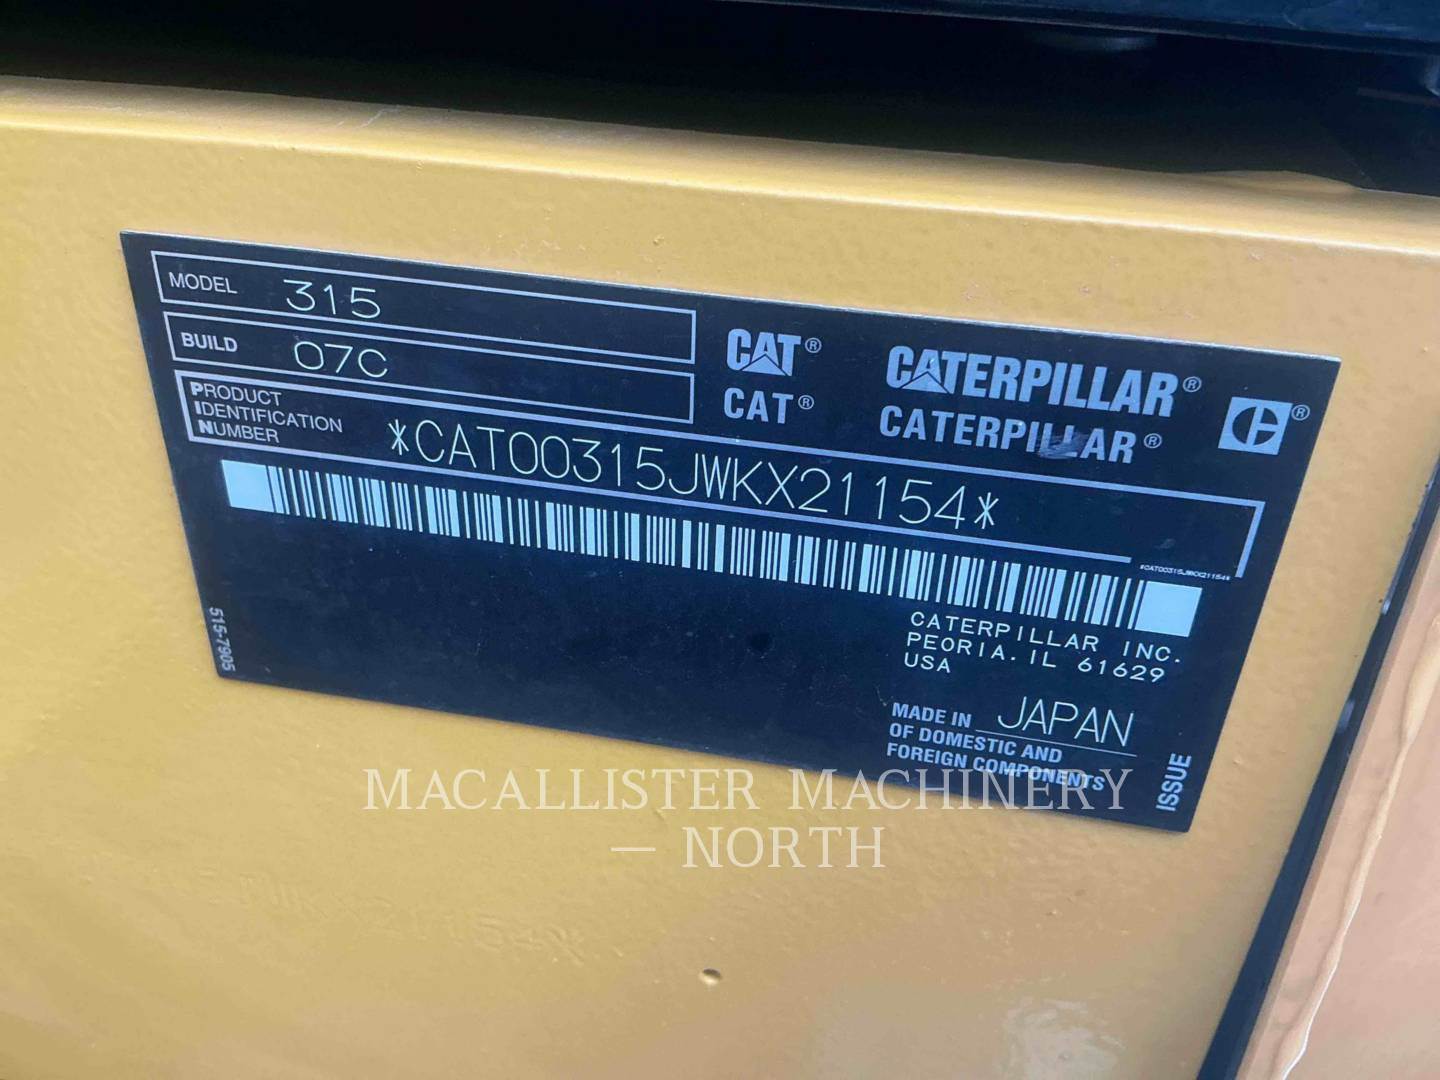 MODEL 315
BUILD 07C
PRODUCT
IDENTIFICATION
NUMBER
*CAT00315JWKX21154*
CAT®
CAT®
CATERPILLAR®
CATERPILLAR®
®
*CAT00315JWKX21154*
CATERPILLAR INC.
PEORIA. IL 61629
USA
MADE IN JAPAN
OF DOMESTIC AND
FOREIGN COMPONENTS
ISSUE
515-7905
MACALLISTER MACHINERY
— NORTH